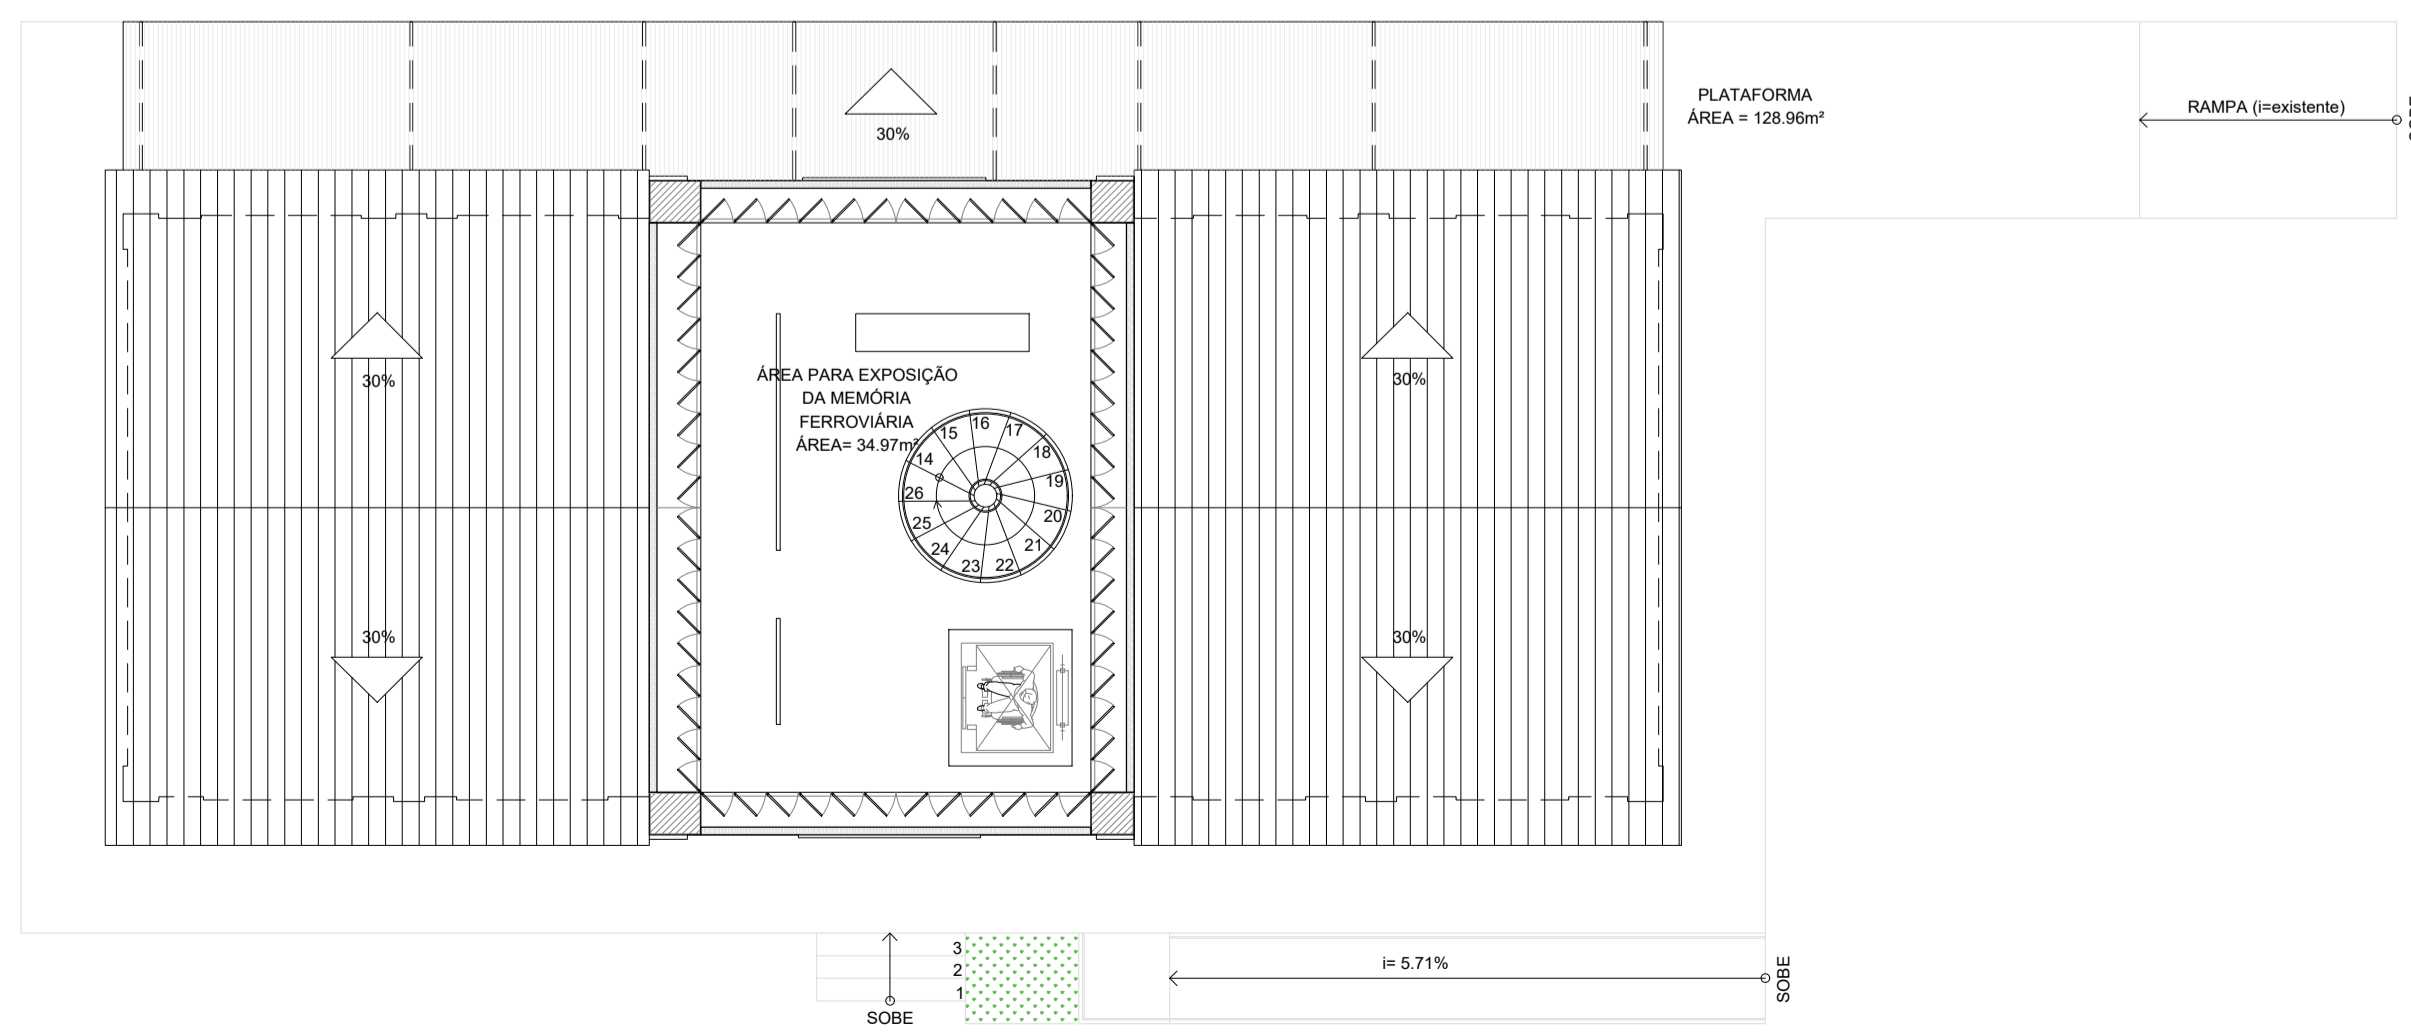 PLATAFORMA
ÁREA = 128.96m²
RAMPA (i=existente)
SOBE
30%
30%
30%
30%
30%
ÁREA PARA EXPOSIÇÃO
DA MEMÓRIA
FERROVIÁRIA
ÁREA= 34.97m²
14
15
16
17
18
19
20
21
22
23
24
25
26
3
2
1
SOBE
i= 5.71%
SOBE